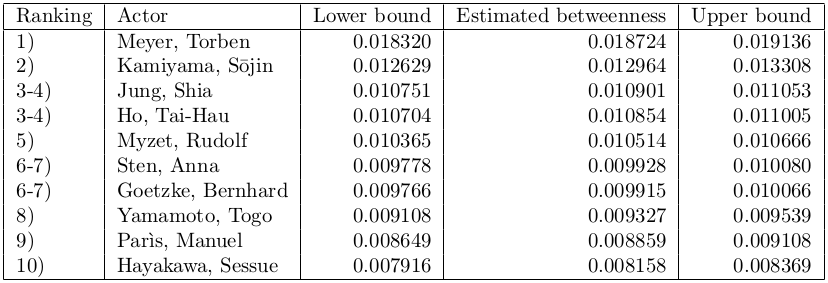 Ranking Actor Lower bound Estimated betweenness Upper bound
1) Meyer, Torben 0.018320 0.018724 0.019136
2) Kamiyama, Sōjin 0.012629 0.012964 0.013308
3-4) Jung, Shia 0.010751 0.010901 0.011053
3-4) Ho, Tai-Hau 0.010704 0.010854 0.011005
5) Myzet, Rudolf 0.010365 0.010514 0.010666
6-7) Sten, Anna 0.009778 0.009928 0.010080
6-7) Goetzke, Bernhard 0.009766 0.009915 0.010066
8) Yamamoto, Togo 0.009108 0.009327 0.009539
9) Parìs, Manuel 0.008649 0.008859 0.009108
10) Hayakawa, Sessue 0.007916 0.008158 0.008369